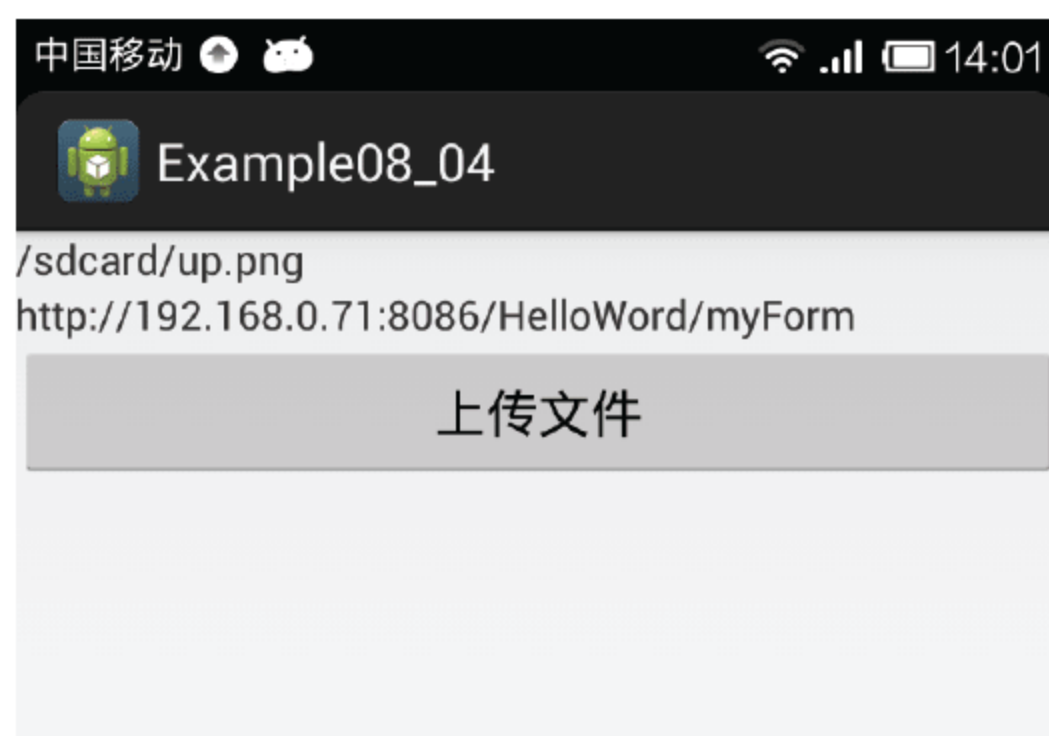 中国移动 14:01
Example08_04
/sdcard/up.png
http://192.168.0.71:8086/HelloWord/myForm
上传文件